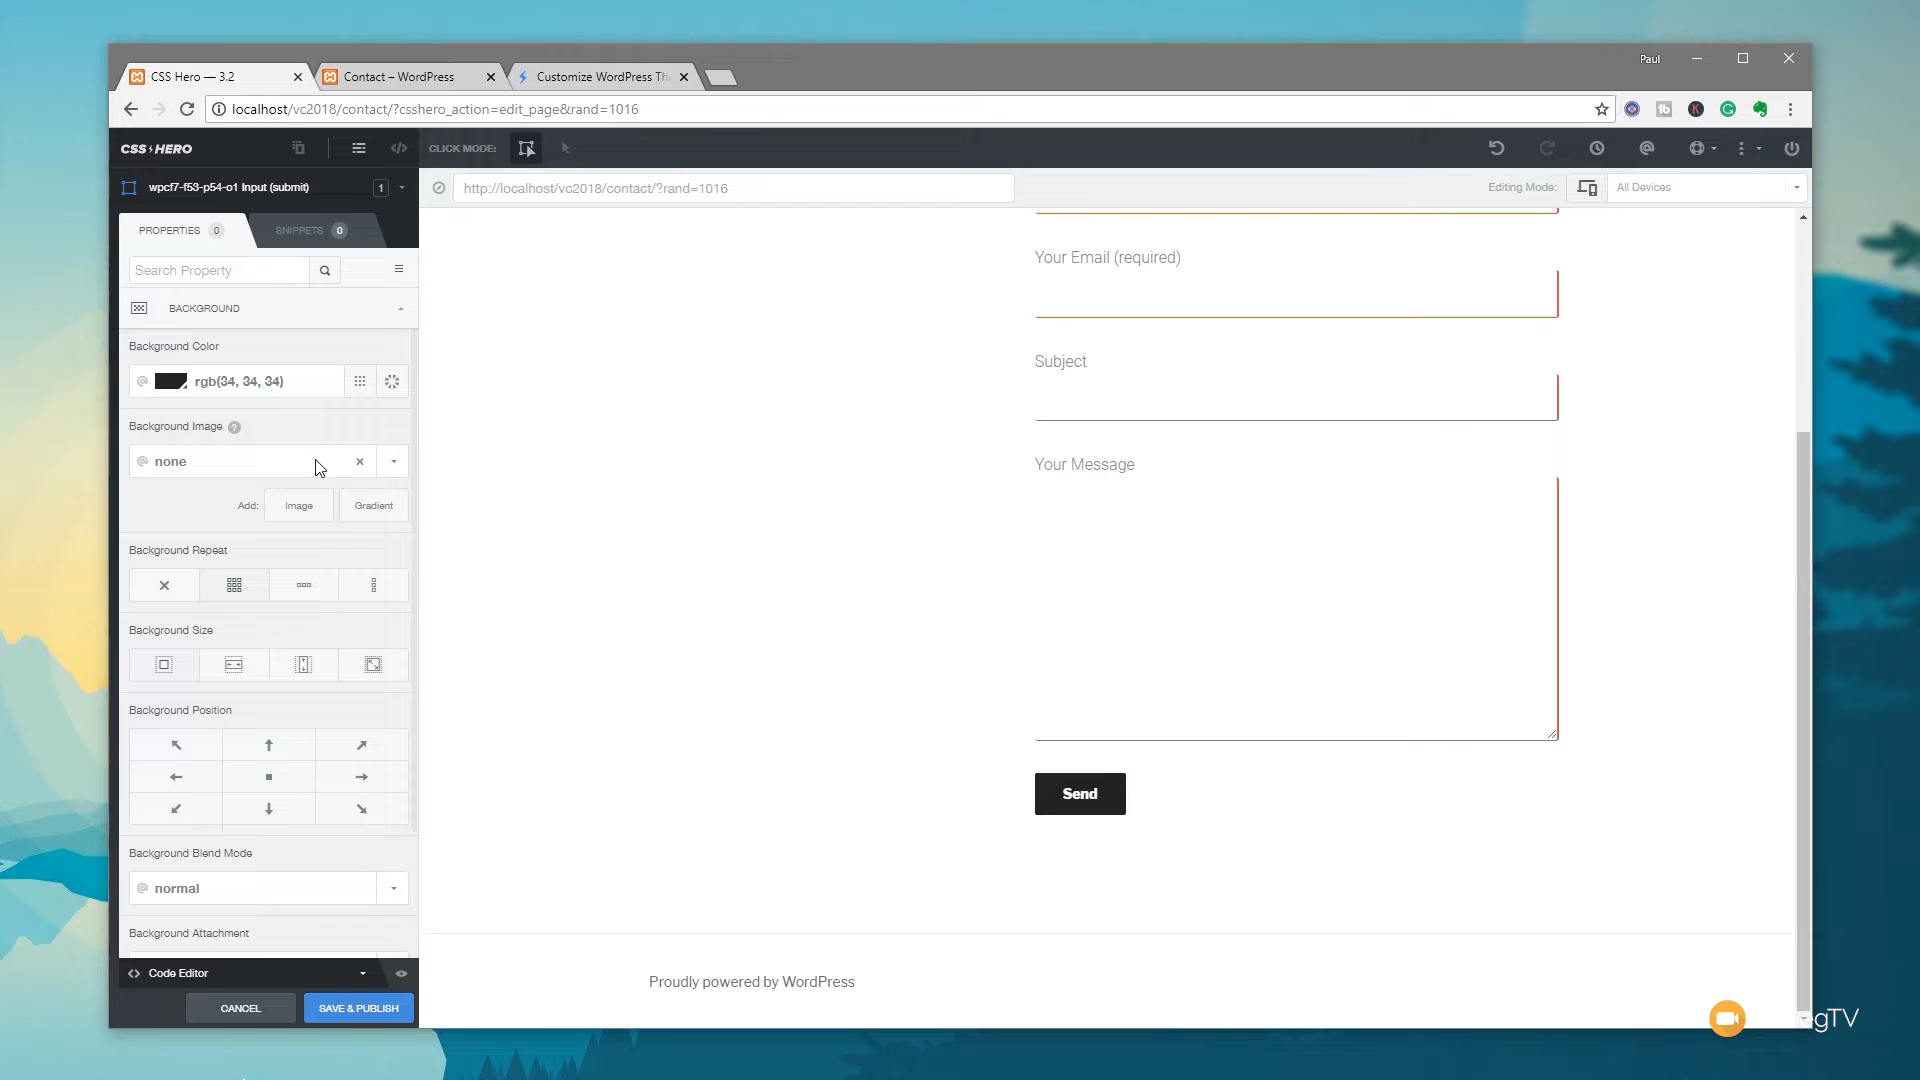 Paul
CSS Hero — 3.2
Contact – WordPress
Customize WordPress Th
localhost/vc2018/contact/?csshero_action=edit_page&rand=1016
CSS HERO
CLICK MODE:
wpcf7-f53-p54-o1 Input (submit)
1
http://localhost/vc2018/contact/?rand=1016
Editing Mode:
All Devices
PROPERTIES 0
SNIPPETS 0
Search Property
BACKGROUND
Background Color
@ rgb(34, 34, 34)
Background Image ?
@ none
Add:
Image
Gradient
Background Repeat
Background Size
Background Position
Background Blend Mode
@ normal
Background Attachment
Code Editor
CANCEL
SAVE & PUBLISH
Your Email (required)
Subject
Your Message
Send
Proudly powered by WordPress
egTV